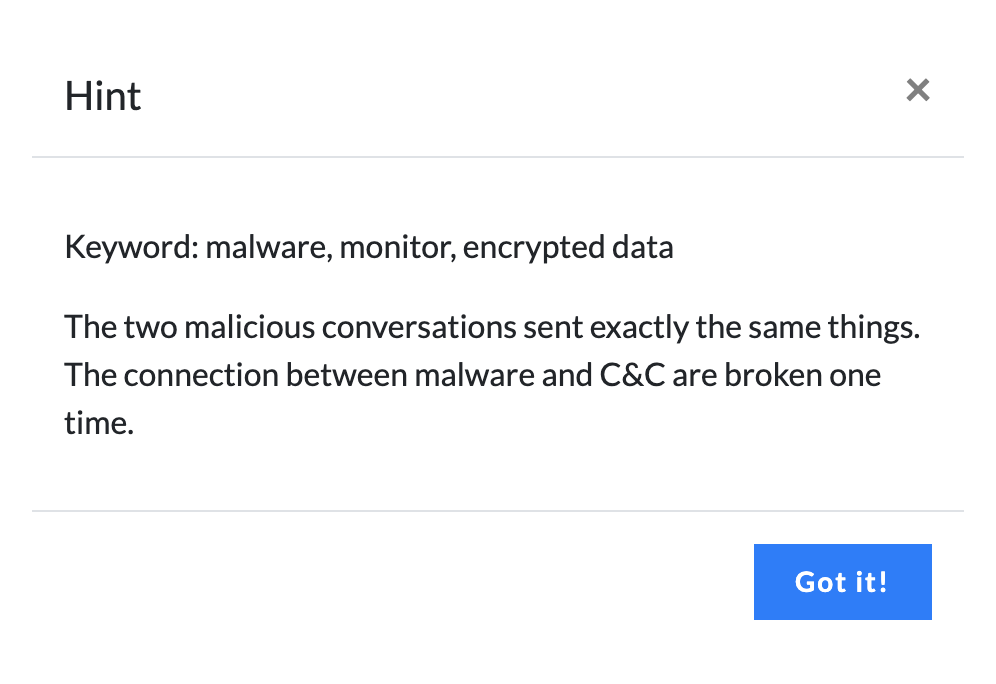 Hint
Keyword: malware, monitor, encrypted data
The two malicious conversations sent exactly the same things.
The connection between malware and C&C are broken one
time.
Got it!